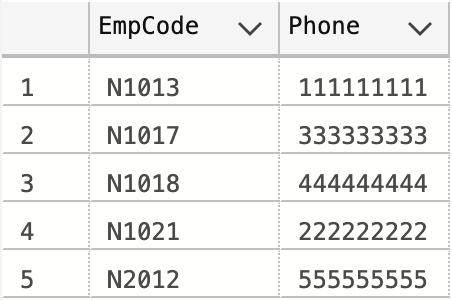 EmpCode Phone
1 N1013 111111111
2 N1017 333333333
3 N1018 444444444
4 N1021 222222222
5 N2012 555555555